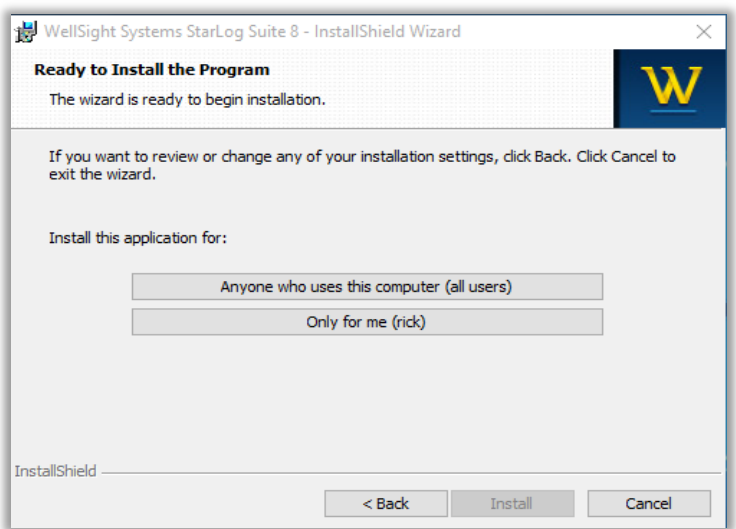 WellSight Systems StarLog Suite 8 - InstallShield Wizard
Ready to Install the Program
The wizard is ready to begin installation.
W
If you want to review or change any of your installation settings, click Back. Click Cancel to
exit the wizard.
Install this application for:
Anyone who uses this computer (all users)
Only for me (rick)
InstallShield
< Back
Install
Cancel